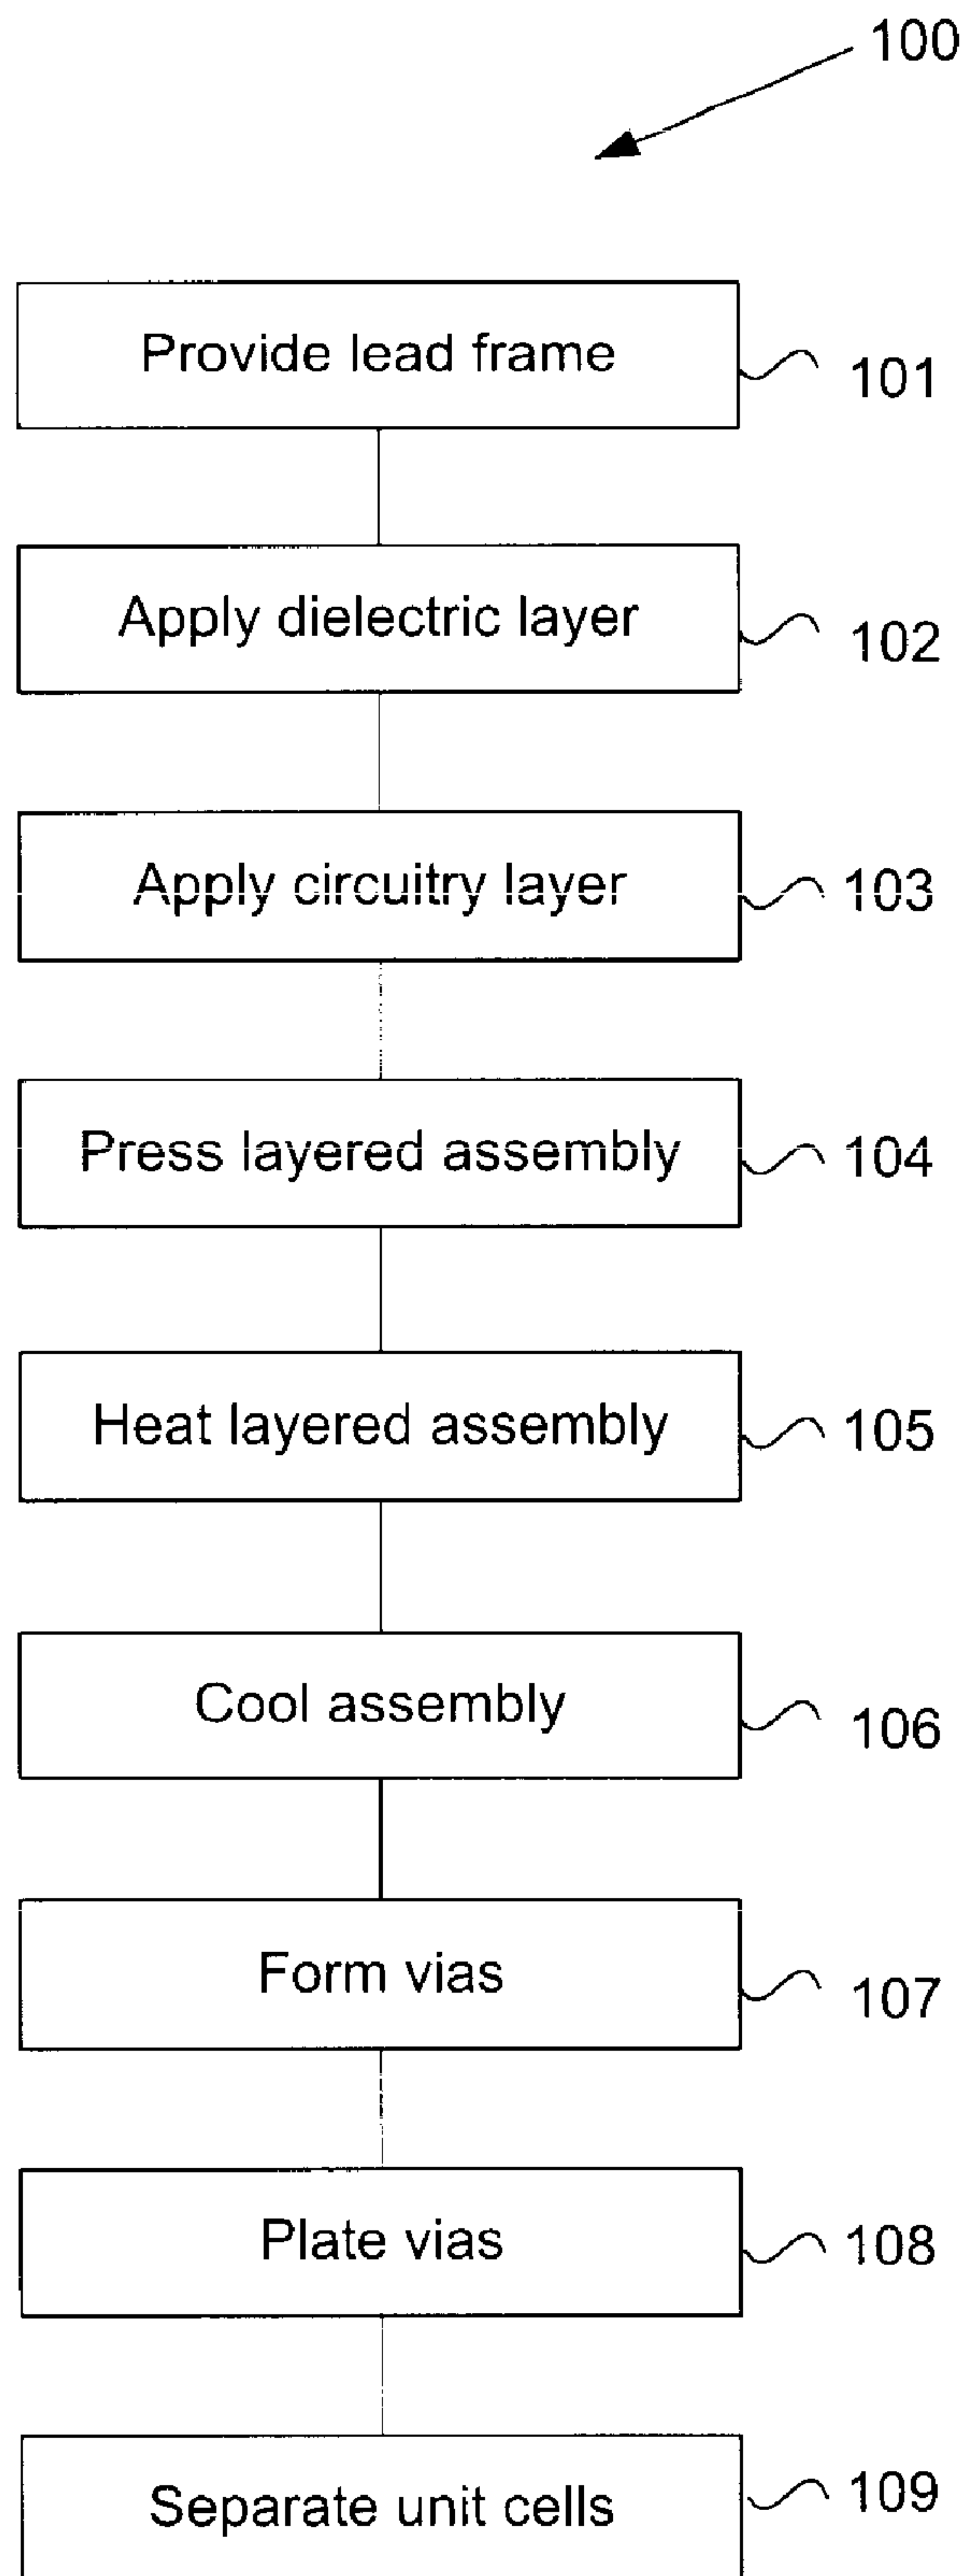 100
Provide lead frame
101
Apply dielectric layer
102
Apply circuitry layer
103
Press layered assembly
104
Heat layered assembly
105
Cool assembly
106
Form vias
107
Plate vias
108
Separate unit cells
109